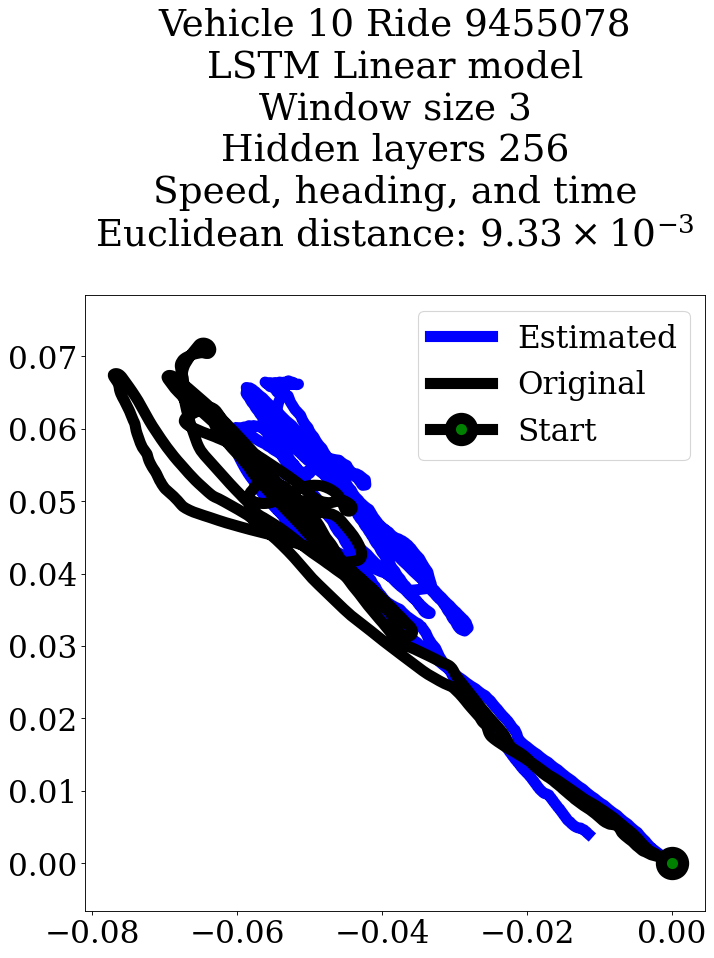 Vehicle 10 Ride 9455078
LSTM Linear model
Window size 3
Hidden layers 256
Speed, heading, and time
Euclidean distance: 9.33 × 10⁻³
Estimated
Original
Start
0.07
0.06
0.05
0.04
0.03
0.02
0.01
0.00
−0.08 −0.06 −0.04 −0.02 0.00